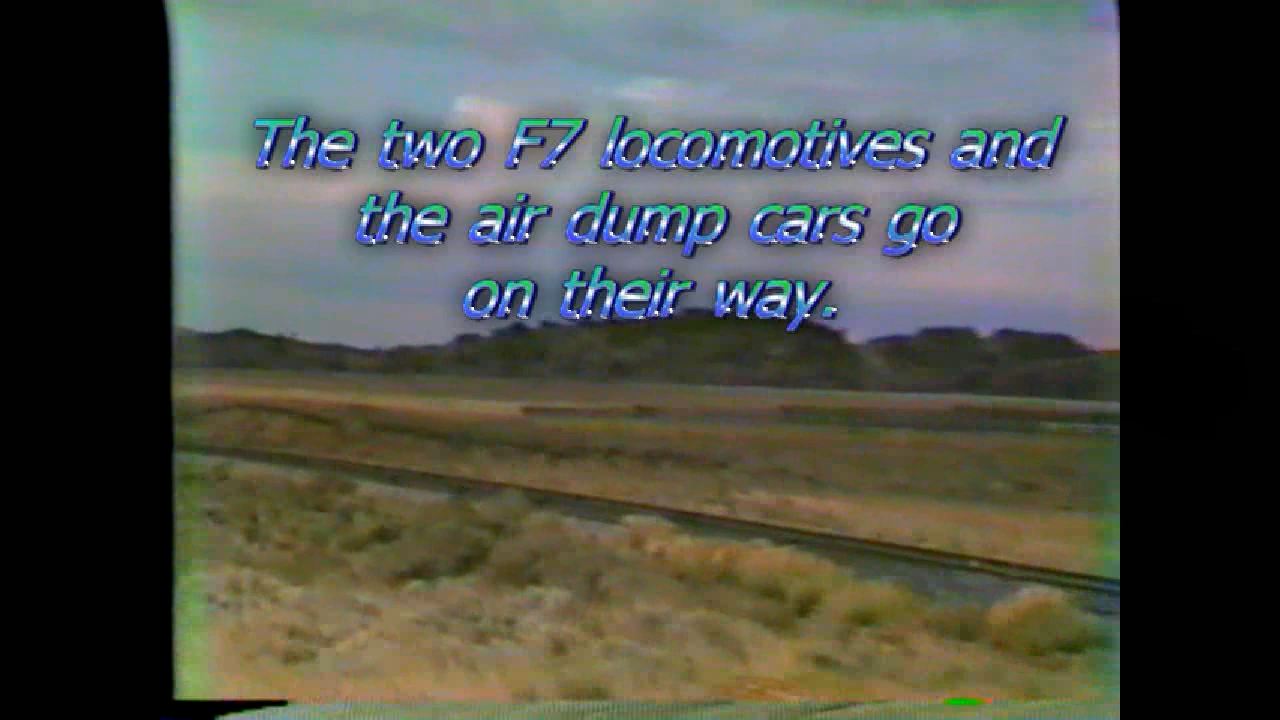 The two F7 locomotives and
the air dump cars go
on their way.